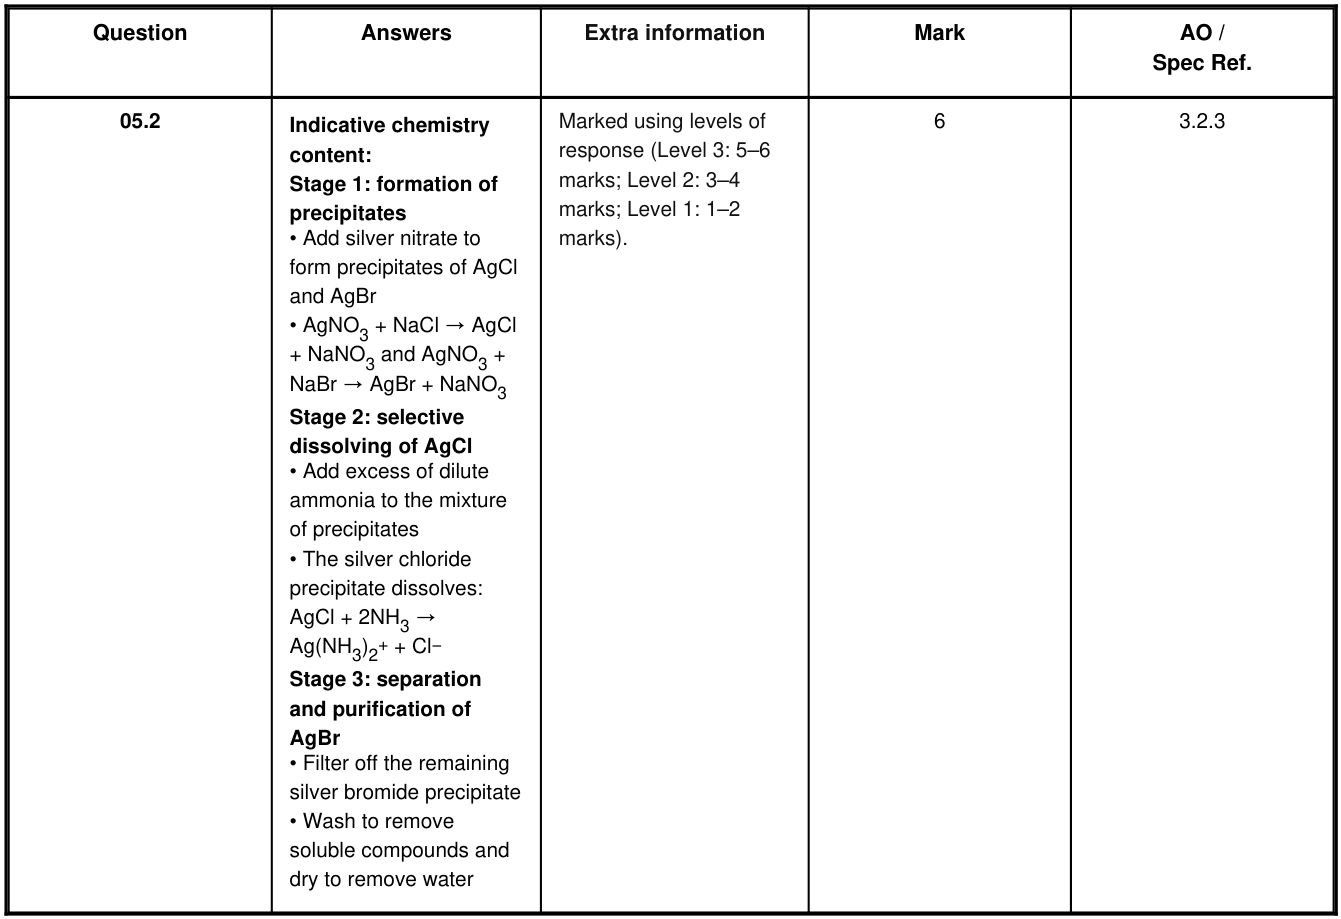 Question
Answers
Extra information
Mark
AO /
Spec Ref.
05.2
Indicative chemistry
content:
Stage 1: formation of
precipitates
• Add silver nitrate to
form precipitates of AgCl
and AgBr
• AgNO3 + NaCl → AgCl
+ NaNO3 and AgNO3 +
NaBr → AgBr + NaNO3
Stage 2: selective
dissolving of AgCl
• Add excess of dilute
ammonia to the mixture
of precipitates
• The silver chloride
precipitate dissolves:
AgCl + 2NH3 →
Ag(NH3)2+ + Cl−
Stage 3: separation
and purification of
AgBr
• Filter off the remaining
silver bromide precipitate
• Wash to remove
soluble compounds and
dry to remove water
Marked using levels of
response (Level 3: 5–6
marks; Level 2: 3–4
marks; Level 1: 1–2
marks).
6
3.2.3